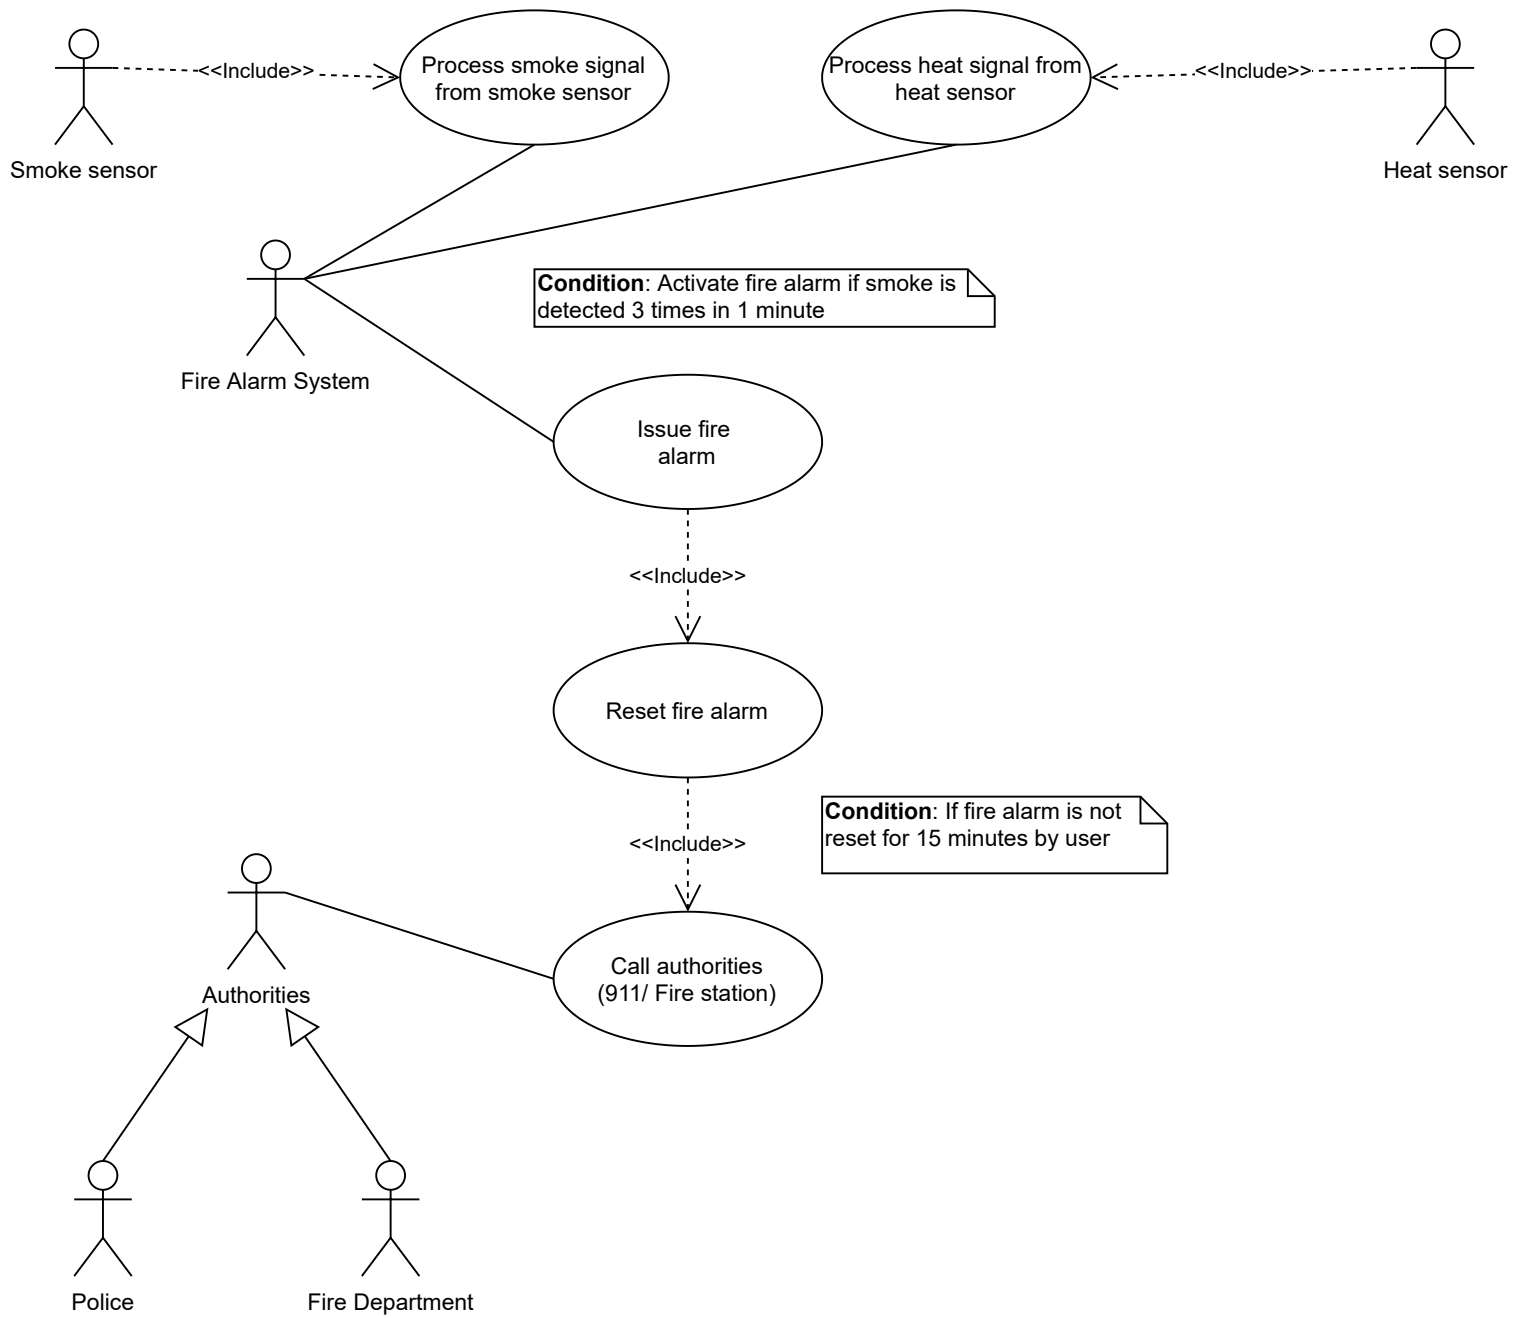 <<Include>>
Process smoke signal
from smoke sensor
Process heat signal from
heat sensor
<<Include>>
Smoke sensor
Heat sensor
Condition: Activate fire alarm if smoke is
detected 3 times in 1 minute
Fire Alarm System
Issue fire
alarm
<<Include>>
Reset fire alarm
<<Include>>
Condition: If fire alarm is not
reset for 15 minutes by user
Call authorities
(911/ Fire station)
Authorities
Police
Fire Department